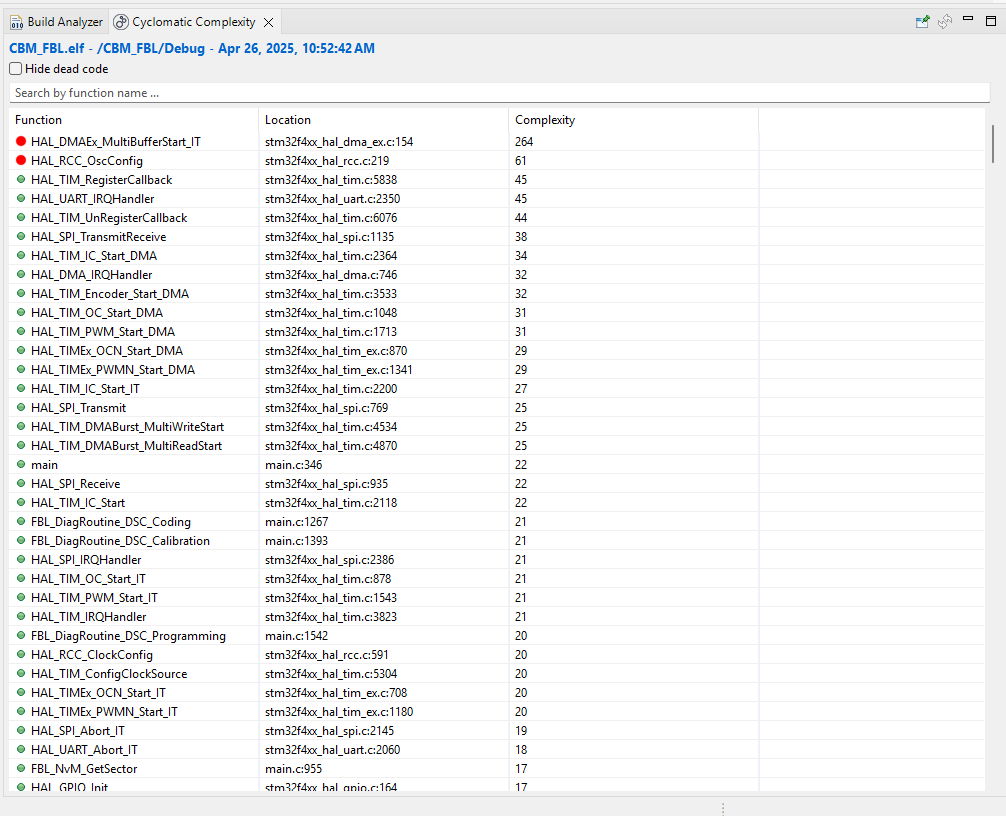 Build Analyzer Cyclomatic Complexity
CBM_FBL.elf - /CBM_FBL/Debug - Apr 26, 2025, 10:52:42 AM
Hide dead code
Search by function name ...
Function Location Complexity
HAL_DMAEx_MultiBufferStart_IT stm32f4xx_hal_dma_ex.c:154 264
HAL_RCC_OscConfig stm32f4xx_hal_rcc.c:219 61
HAL_TIM_RegisterCallback stm32f4xx_hal_tim.c:5838 45
HAL_UART_IRQHandler stm32f4xx_hal_uart.c:2350 45
HAL_TIM_UnRegisterCallback stm32f4xx_hal_tim.c:6076 44
HAL_SPI_TransmitReceive stm32f4xx_hal_spi.c:1135 38
HAL_TIM_IC_Start_DMA stm32f4xx_hal_tim.c:2364 34
HAL_DMA_IRQHandler stm32f4xx_hal_dma.c:746 32
HAL_TIM_Encoder_Start_DMA stm32f4xx_hal_tim.c:3533 32
HAL_TIM_OC_Start_DMA stm32f4xx_hal_tim.c:1048 31
HAL_TIM_PWM_Start_DMA stm32f4xx_hal_tim.c:1713 31
HAL_TIMEx_OCN_Start_DMA stm32f4xx_hal_tim_ex.c:870 29
HAL_TIMEx_PWMN_Start_DMA stm32f4xx_hal_tim_ex.c:1341 29
HAL_TIM_IC_Start_IT stm32f4xx_hal_tim.c:2200 27
HAL_SPI_Transmit stm32f4xx_hal_spi.c:769 25
HAL_TIM_DMABurst_MultiWriteStart stm32f4xx_hal_tim.c:4534 25
HAL_TIM_DMABurst_MultiReadStart stm32f4xx_hal_tim.c:4870 25
main main.c:346 22
HAL_SPI_Receive stm32f4xx_hal_spi.c:935 22
HAL_TIM_IC_Start stm32f4xx_hal_tim.c:2118 22
FBL_DiagRoutine_DSC_Coding main.c:1267 21
FBL_DiagRoutine_DSC_Calibration main.c:1393 21
HAL_SPI_IRQHandler stm32f4xx_hal_spi.c:2386 21
HAL_TIM_OC_Start_IT stm32f4xx_hal_tim.c:878 21
HAL_TIM_PWM_Start_IT stm32f4xx_hal_tim.c:1543 21
HAL_TIM_IRQHandler stm32f4xx_hal_tim.c:3823 21
FBL_DiagRoutine_DSC_Programming main.c:1542 20
HAL_RCC_ClockConfig stm32f4xx_hal_rcc.c:591 20
HAL_TIM_ConfigClockSource stm32f4xx_hal_tim.c:5304 20
HAL_TIMEx_OCN_Start_IT stm32f4xx_hal_tim_ex.c:708 20
HAL_TIMEx_PWMN_Start_IT stm32f4xx_hal_tim_ex.c:1180 20
HAL_SPI_Abort_IT stm32f4xx_hal_spi.c:2145 19
HAL_UART_Abort_IT stm32f4xx_hal_uart.c:2060 18
FBL_NvM_GetSector main.c:955 17
HAL_GPIO_Init stm32f4xx_hal_gpio.c:164 17